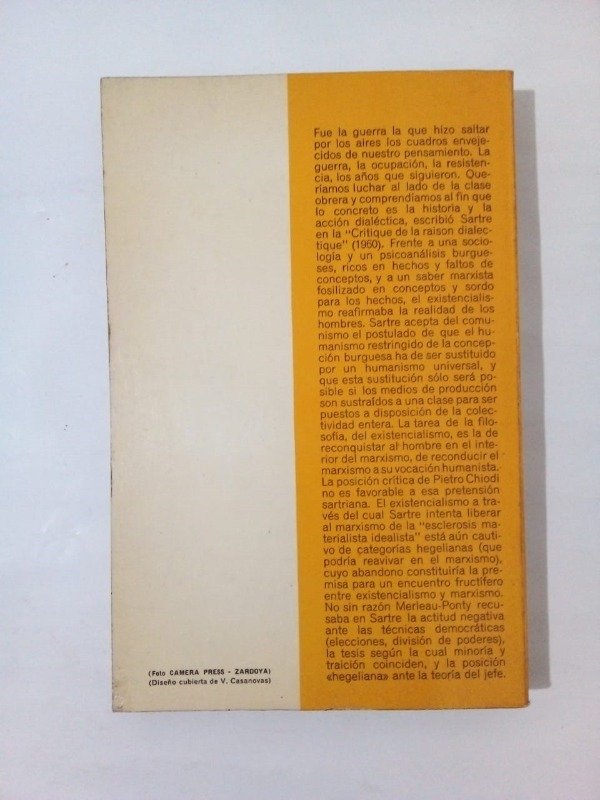 Fue la guerra la que hizo saltar
por los aires los cuadros enveje-
cidos de nuestro pensamiento. La
guerra, la ocupación, la resisten-
cia, los años que siguieron. Que-
ríamos luchar al lado de la clase
obrera y comprendíamos al fin que
lo concreto es la historia y la
acción dialéctica, escribió Sartre
en la "Critique de la raison dialec-
tique" (1960). Frente a una socio-
logía y un psicoanálisis burgue-
ses, ricos en hechos y faltos de
conceptos, y a un saber marxista
fosilizado en conceptos y sordo
para los hechos, el existencialis-
mo reafirmaba la realidad de los
hombres. Sartre acepta del comu-
nismo el postulado de que el hu-
manismo restringido de la concep-
ción burguesa ha de ser sustituido
por un humanismo universal, y
que esta sustitución sólo será po-
sible si los medios de producción
son sustraídos a una clase para ser
puestos a disposición de la colec-
tividad entera. La tarea de la filo-
sofía, del existencialismo, es la de
reconquistar al hombre en el inte-
rior del marxismo, de reconducir el
marxismo a su vocación humanista.
La posición crítica de Pietro Chiodi
no es favorable a esa pretensión
sartriana. El existencialismo a tra-
vés del cual Sartre intenta liberar
al marxismo de la "esclerosis ma-
terialista idealista" está aún cauti-
vo de categorías hegelianas (que
podría reavivar en el marxismo),
cuyo abandono constituiría la pre-
misa para un encuentro fructífero
entre existencialismo y marxismo.
No sin razón Merleau-Ponty recu-
saba en Sartre la actitud negativa
ante las técnicas democráticas
(elecciones, división de poderes),
la tesis según la cual minoría y
traición coinciden, y la posición
«hegeliana» ante la teoría del jefe.
(Foto CAMERA PRESS - ZARDOYA)
(Diseño cubierta de V. Casanovas)